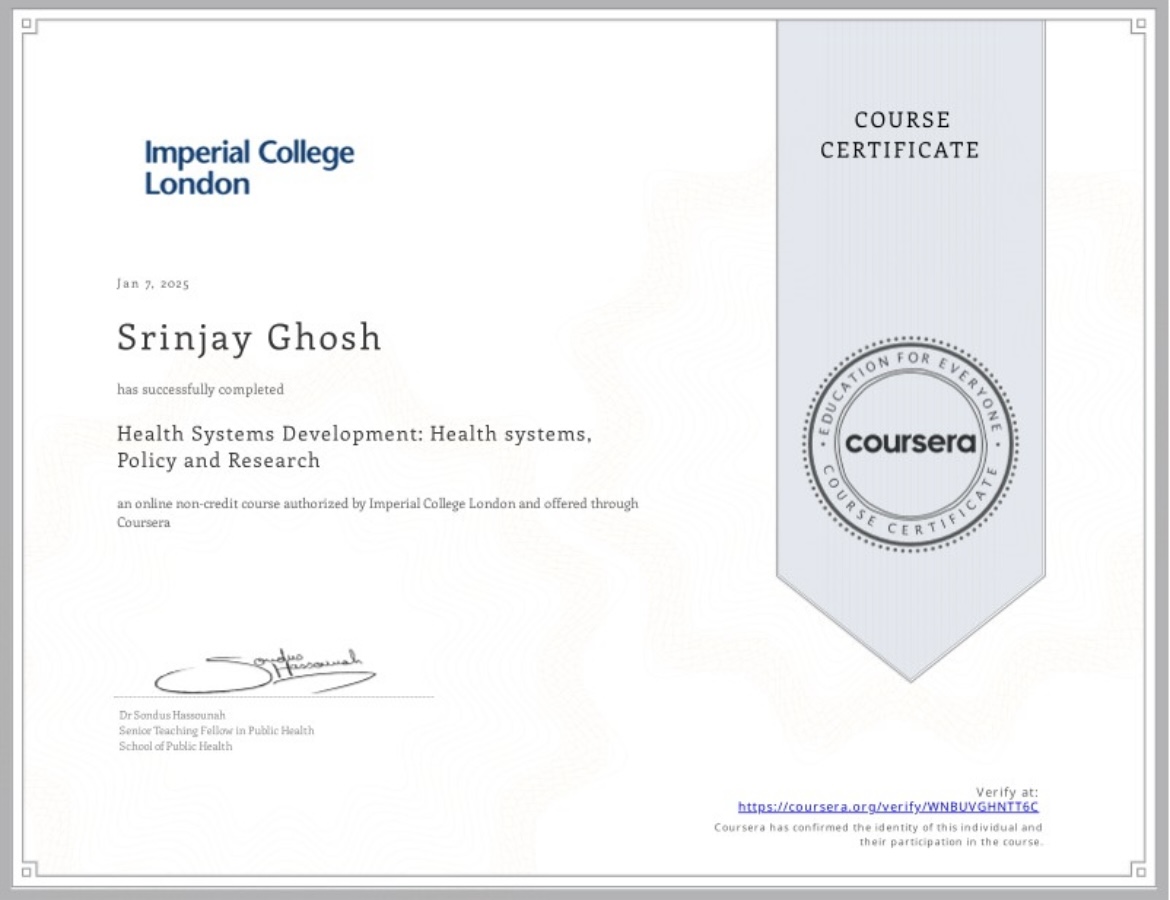 Imperial College
London
COURSE
CERTIFICATE
Jan 7, 2025
Srinjay Ghosh
has successfully completed
Health Systems Development: Health systems,
Policy and Research
an online non-credit course authorized by Imperial College London and offered through
Coursera
EDUCATION FOR EVERYONE
coursera
COURSE CERTIFICATE
Sondus
Hassounah
Dr Sondus Hassounah
Senior Teaching Fellow in Public Health
School of Public Health
Verify at:
https://coursera.org/verify/WNBUVGHNTT6C
Coursera has confirmed the identity of this individual and
their participation in the course.